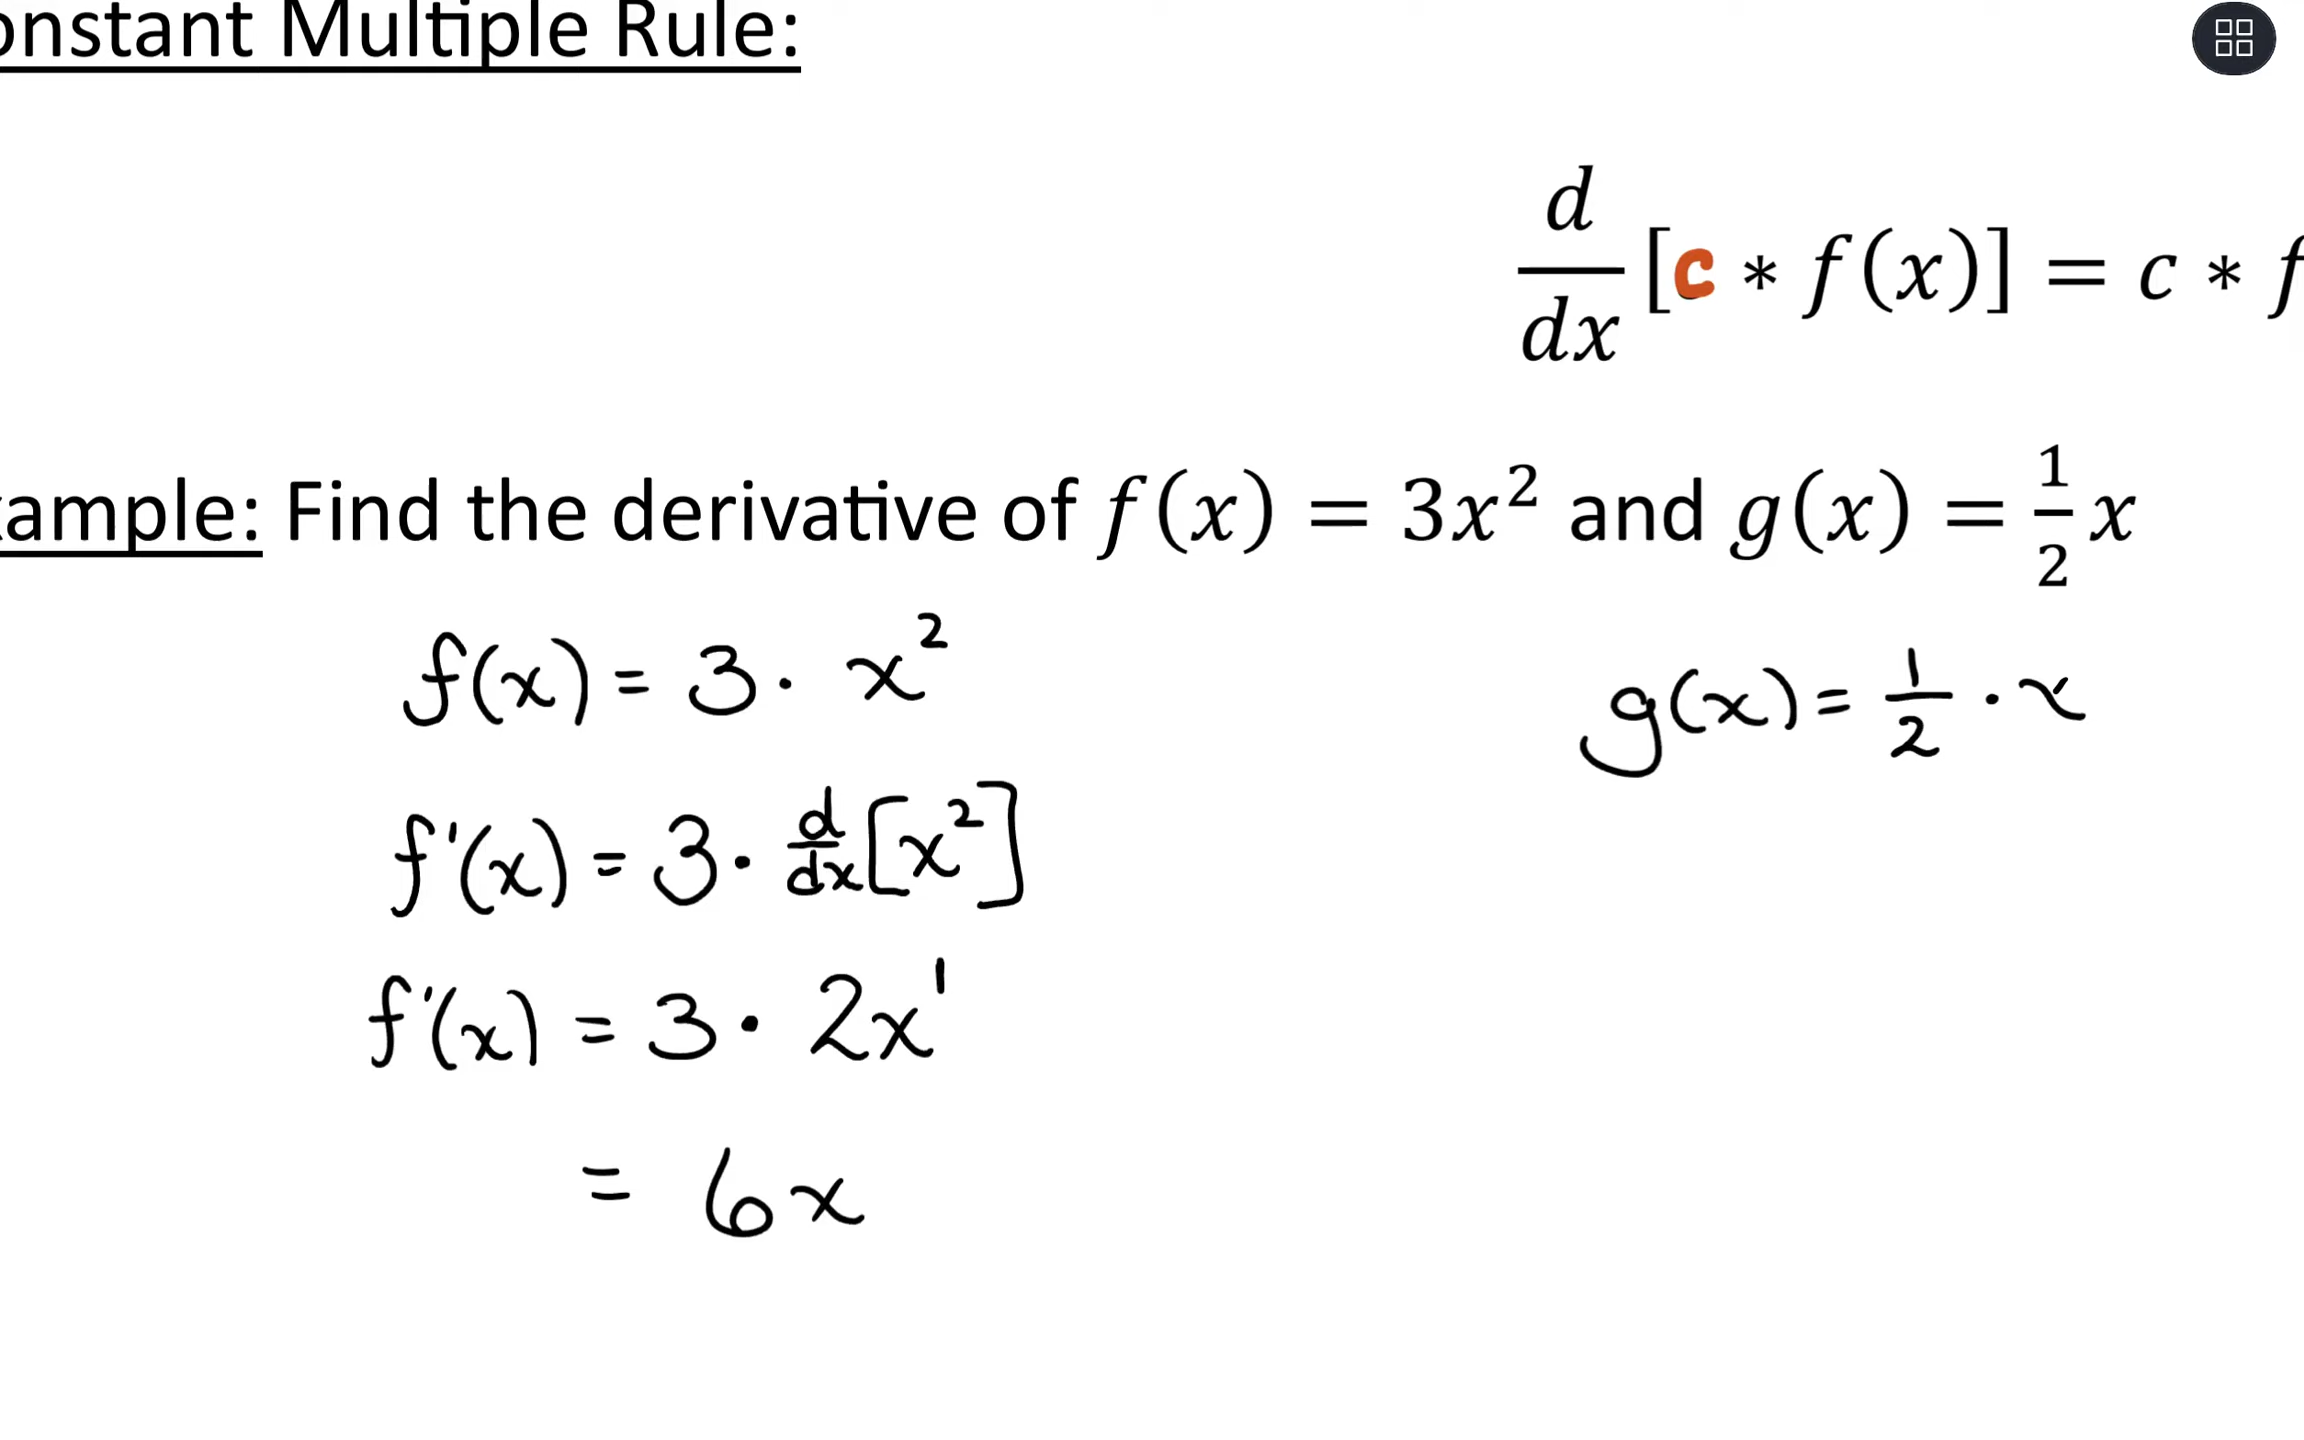 onstant Multiple Rule:
d/dx [c * f(x)] = c * f
xample: Find the derivative of f(x) = 3x² and g(x) = 1/2 x
f(x) = 3 · x²
g(x) = 1/2 · x
f'(x) = 3 · d/dx [x²]
f'(x) = 3 · 2x¹
= 6x